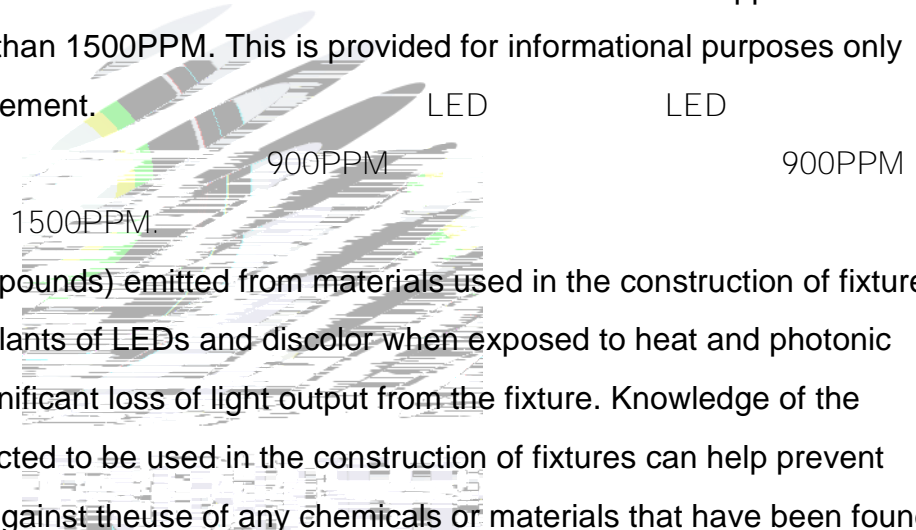 than 1500PPM. This is provided for informational purposes only
ement. LED LED
900PPM 900PPM
1500PPM.
pounds) emitted from materials used in the construction of fixture
lants of LEDs and discolor when exposed to heat and photonic
nificant loss of light output from the fixture. Knowledge of the
cted to be used in the construction of fixtures can help prevent
gainst theuse of any chemicals or materials that have been foun